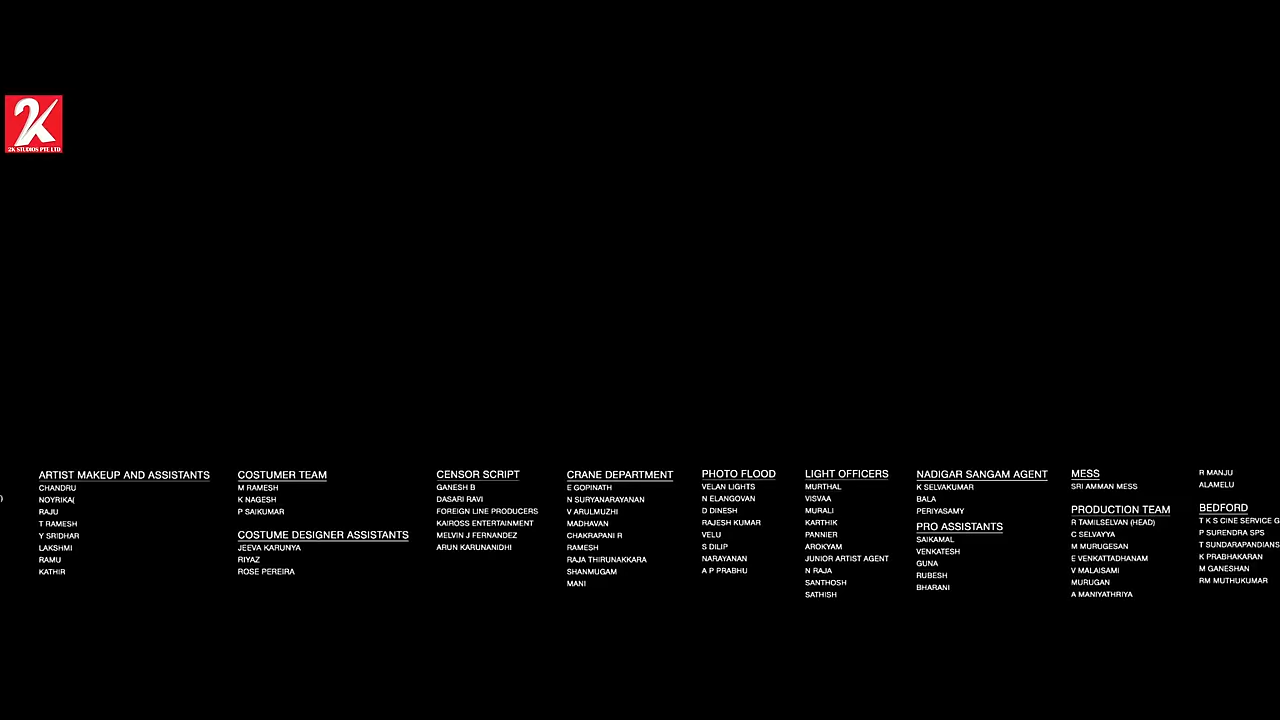 2K
2K STUDIOS PTE LTD
)
ARTIST MAKEUP AND ASSISTANTS
CHANDRU
NOYRIKA(
RAJU
T RAMESH
Y SRIDHAR
LAKSHMI
RAMU
KATHIR
COSTUMER TEAM
M RAMESH
K NAGESH
P SAIKUMAR
COSTUME DESIGNER ASSISTANTS
JEEVA KARUNYA
RIYAZ
ROSE PEREIRA
CENSOR SCRIPT
GANESH B
DASARI RAVI
FOREIGN LINE PRODUCERS
KAIROSS ENTERTAINMENT
MELVIN J FERNANDEZ
ARUN KARUNANIDHI
CRANE DEPARTMENT
E GOPINATH
N SURYANARAYANAN
V ARULMUZHI
MADHAVAN
CHAKRAPANI R
RAMESH
RAJA THIRUNAKKARA
SHANMUGAM
MANI
PHOTO FLOOD
VELAN LIGHTS
N ELANGOVAN
D DINESH
RAJESH KUMAR
VELU
S DILIP
NARAYANAN
A P PRABHU
LIGHT OFFICERS
MURTHAL
VISVAA
MURALI
KARTHIK
PANNIER
AROKYAM
JUNIOR ARTIST AGENT
N RAJA
SANTHOSH
SATHISH
NADIGAR SANGAM AGENT
K SELVAKUMAR
BALA
PERIYASAMY
PRO ASSISTANTS
SAIKAMAL
VENKATESH
GUNA
RUBESH
BHARANI
MESS
SRI AMMAN MESS
PRODUCTION TEAM
R TAMILSELVAN (HEAD)
C SELVAYYA
M MURUGESAN
E VENKATTADHANAM
V MALAISAMI
MURUGAN
A MANIYATHRIYA
R MANJU
ALAMELU
BEDFORD
T K S CINE SERVICE G
P SURENDRA SPS
T SUNDARAPANDIANS
K PRABHAKARAN
M GANESHAN
RM MUTHUKUMAR